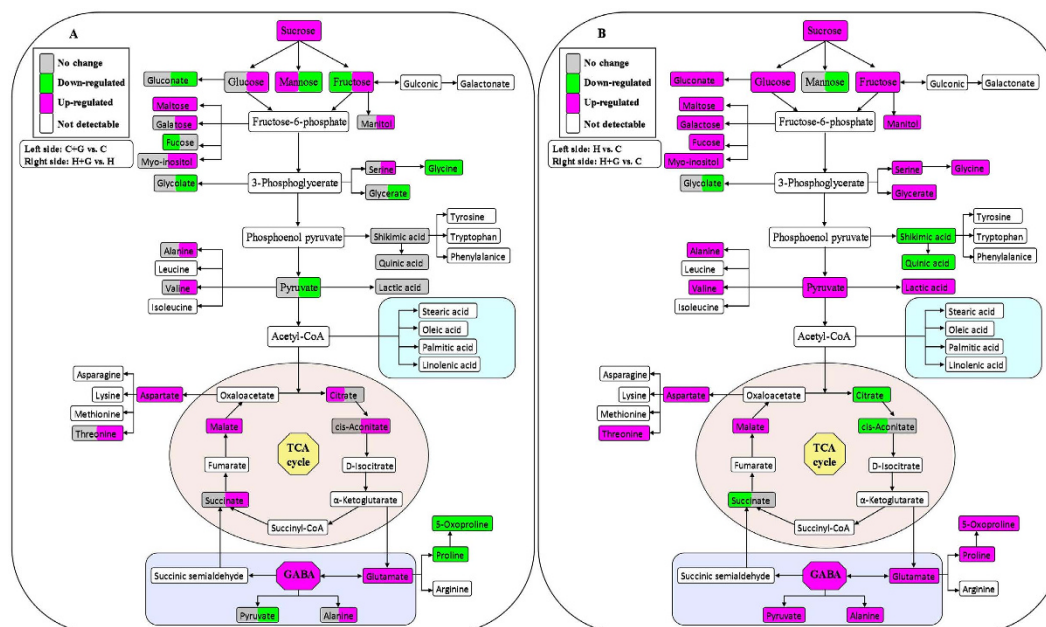 A
No change
Down-regulated
Up-regulated
Not detectable
Left side: C+G vs. C
Right side: H+G vs. H
Sucrose
Gluconate
Glucose
Mannose
Fructose
Gulconic
Galactonate
Maltose
Galatose
Fucose
Myo-inositol
Fructose-6-phosphate
Manitol
Glycolate
3-Phosphoglycerate
Serine
Glycine
Glycerate
Phosphoenol pyruvate
Shikimic acid
Quinic acid
Tyrosine
Tryptophan
Phenylalanice
Alanine
Leucine
Valine
Isoleucine
Pyruvate
Lactic acid
Acetyl-CoA
Stearic acid
Oleic acid
Palmitic acid
Linolenic acid
Asparagine
Lysine
Methionine
Threonine
Aspartate
Oxaloacetate
Citrate
Malate
cis-Aconitate
TCA
cycle
Fumarate
D-Isocitrate
Succinate
α-Ketoglutarate
Succinyl-CoA
5-Oxoproline
Proline
Succinic semialdehyde
GABA
Glutamate
Arginine
Pyruvate
Alanine
B
No change
Down-regulated
Up-regulated
Not detectable
Left side: H vs. C
Right side: H+G vs. C
Sucrose
Gluconate
Glucose
Mannose
Fructose
Gulconic
Galactonate
Maltose
Galactose
Fucose
Myo-inositol
Fructose-6-phosphate
Manitol
Glycolate
3-Phosphoglycerate
Serine
Glycine
Glycerate
Phosphoenol pyruvate
Shikimic acid
Quinic acid
Tyrosine
Tryptophan
Phenylalanice
Alanine
Leucine
Valine
Isoleucine
Pyruvate
Lactic acid
Acetyl-CoA
Stearic acid
Oleic acid
Palmitic acid
Linolenic acid
Asparagine
Lysine
Methionine
Threonine
Aspartate
Oxaloacetate
Citrate
Malate
cis-Aconitate
TCA
cycle
Fumarate
D-Isocitrate
Succinate
α-Ketoglutarate
Succinyl-CoA
5-Oxoproline
Proline
Succinic semialdehyde
GABA
Glutamate
Arginine
Pyruvate
Alanine